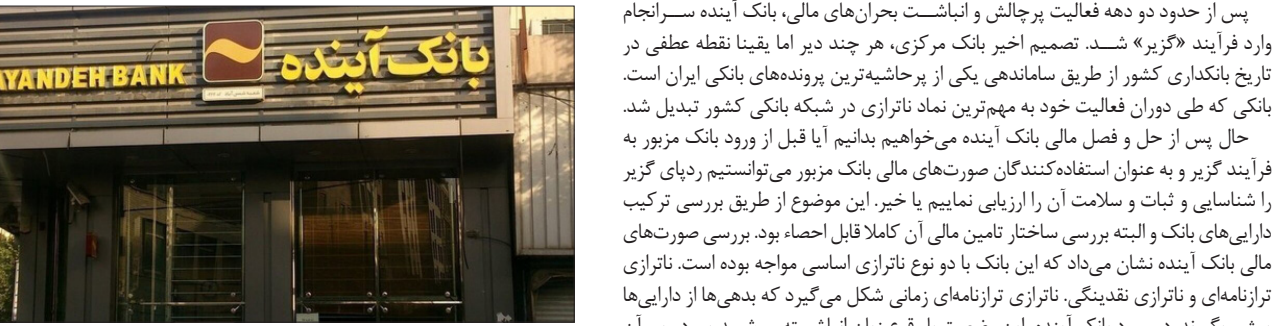 AYANDEH BANK
بانک آینده
پس از حدود دو دهه فعالیت پرچالش و انباشت بحران‌های مالی، بانک آینده سرانجام
وارد فرآیند «گزیر» شد. تصمیم اخیر بانک مرکزی، هر چند دیر اما یقینا نقطه عطفی در
تاریخ بانکداری کشور از طریق ساماندهی یکی از پرحاشیه‌ترین پرونده‌های بانکی ایران است.
بانکی که طی دوران فعالیت خود به مهم‌ترین نماد ناترازی در شبکه بانکی کشور تبدیل شد.
حال پس از حل و فصل مالی بانک آینده می‌خواهیم بدانیم آیا قبل از ورود بانک مزبور به
فرآیند گزیر و به عنوان استفاده‌کنندگان صورت‌های مالی بانک مزبور می‌توانستیم ردپای گزیر
را شناسایی و ثبات و سلامت آن را ارزیابی نماییم یا خیر. این موضوع از طریق بررسی ترکیب
دارایی‌های بانک و البته بررسی ساختار تامین مالی آن کاملا قابل احصاء بود. بررسی صورت‌های
مالی بانک آینده نشان می‌داد که این بانک با دو نوع ناترازی اساسی مواجه بوده است. ناترازی
ترازنامه‌ای و ناترازی نقدینگی. ناترازی ترازنامه‌ای زمانی شکل می‌گیرد که بدهی‌ها از دارایی‌ها